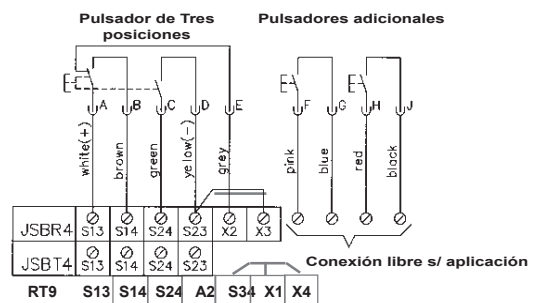 Pulsador de Tres posiciones
Pulsadores adicionales
A B C D E F G H J
white(+) brown green yellow(-) grey pink blue red black
JSBR4 S13 S14 S24 S23 X2 X3
JSBT4 S13 S14 S24 S23
Conexión libre s/ aplicación
RT9 S13 S14 S24 A2 S34 X1 X4